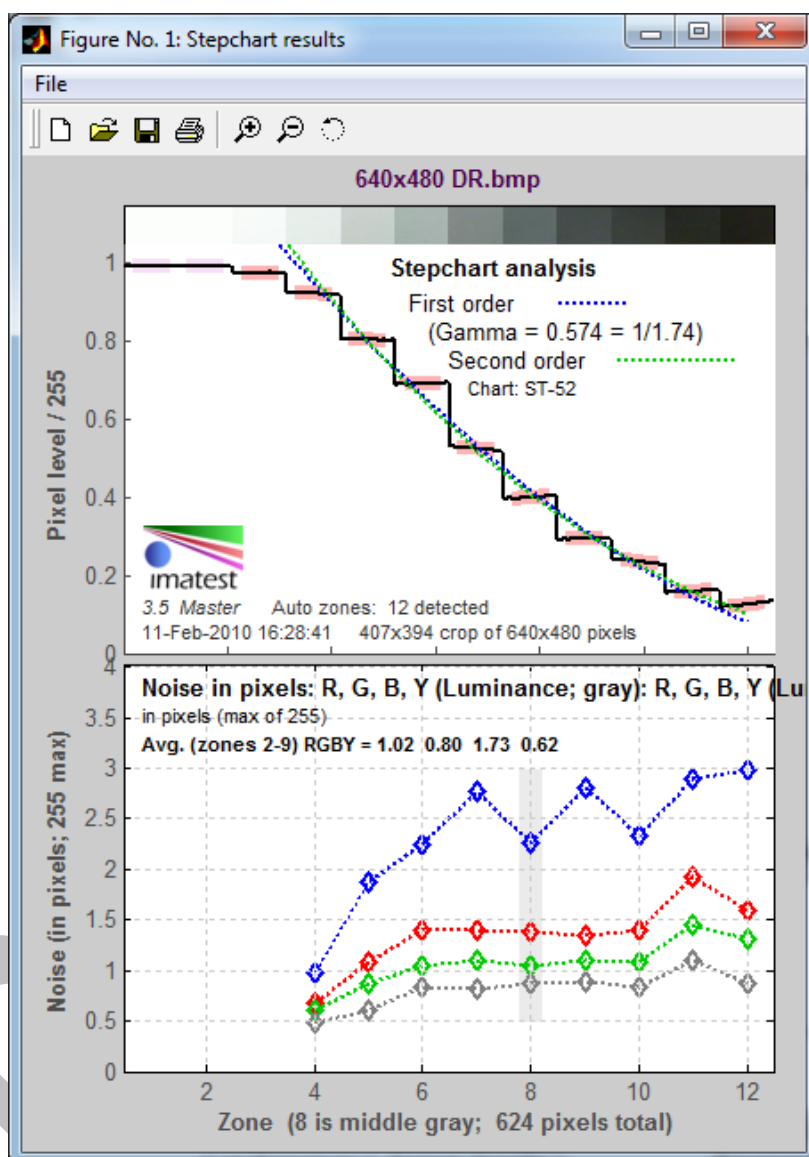 Figure No. 1: Stepchart results
File
640x480 DR.bmp
Stepchart analysis
First order
(Gamma = 0.574 = 1/1.74)
Second order
Chart: ST-52
Pixel level / 255
1
0.8
0.6
0.4
0.2
0
imatest
3.5 Master Auto zones: 12 detected
11-Feb-2010 16:28:41 407x394 crop of 640x480 pixels
Noise in pixels: R, G, B, Y (Luminance; gray): R, G, B, Y (Lu
in pixels (max of 255)
Avg. (zones 2-9) RGBY = 1.02 0.80 1.73 0.62
Noise (in pixels; 255 max)
4
3.5
3
2.5
2
1.5
1
0.5
0
2 4 6 8 10 12
Zone (8 is middle gray; 624 pixels total)